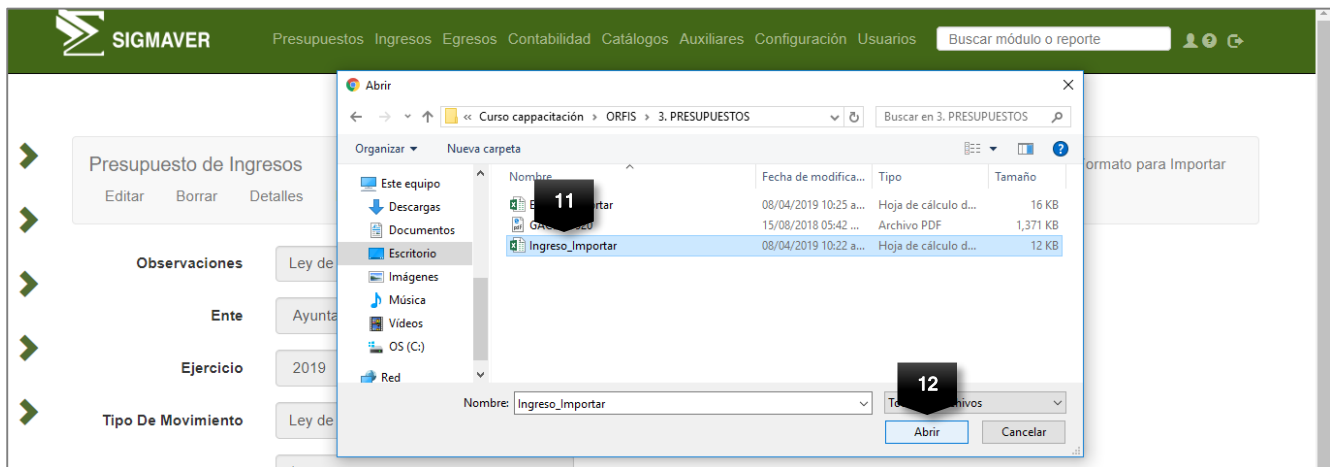 SIGMAVER Presupuestos Ingresos Egresos Contabilidad Catálogos Auxiliares Configuración Usuarios Buscar módulo o reporte
Abrir
« Curso cappacitación › ORFIS › 3. PRESUPUESTOS Buscar en 3. PRESUPUESTOS
Organizar Nueva carpeta
Presupuesto de Ingresos
ormato para Importar
Editar Borrar Detalles
Este equipo
Descargas
Documentos
Escritorio
Imágenes
Música
Vídeos
OS (C:)
Red
Nombre Fecha de modifica... Tipo Tamaño
11
E rtar 08/04/2019 10:25 a... Hoja de cálculo d... 16 KB
15/08/2018 05:42 ... Archivo PDF 1,371 KB
Ingreso_Importar 08/04/2019 10:22 a... Hoja de cálculo d... 12 KB
Observaciones Ley de
Ente Ayunta
Ejercicio 2019
Tipo De Movimiento Ley de
12
Nombre: Ingreso_Importar
Abrir Cancelar